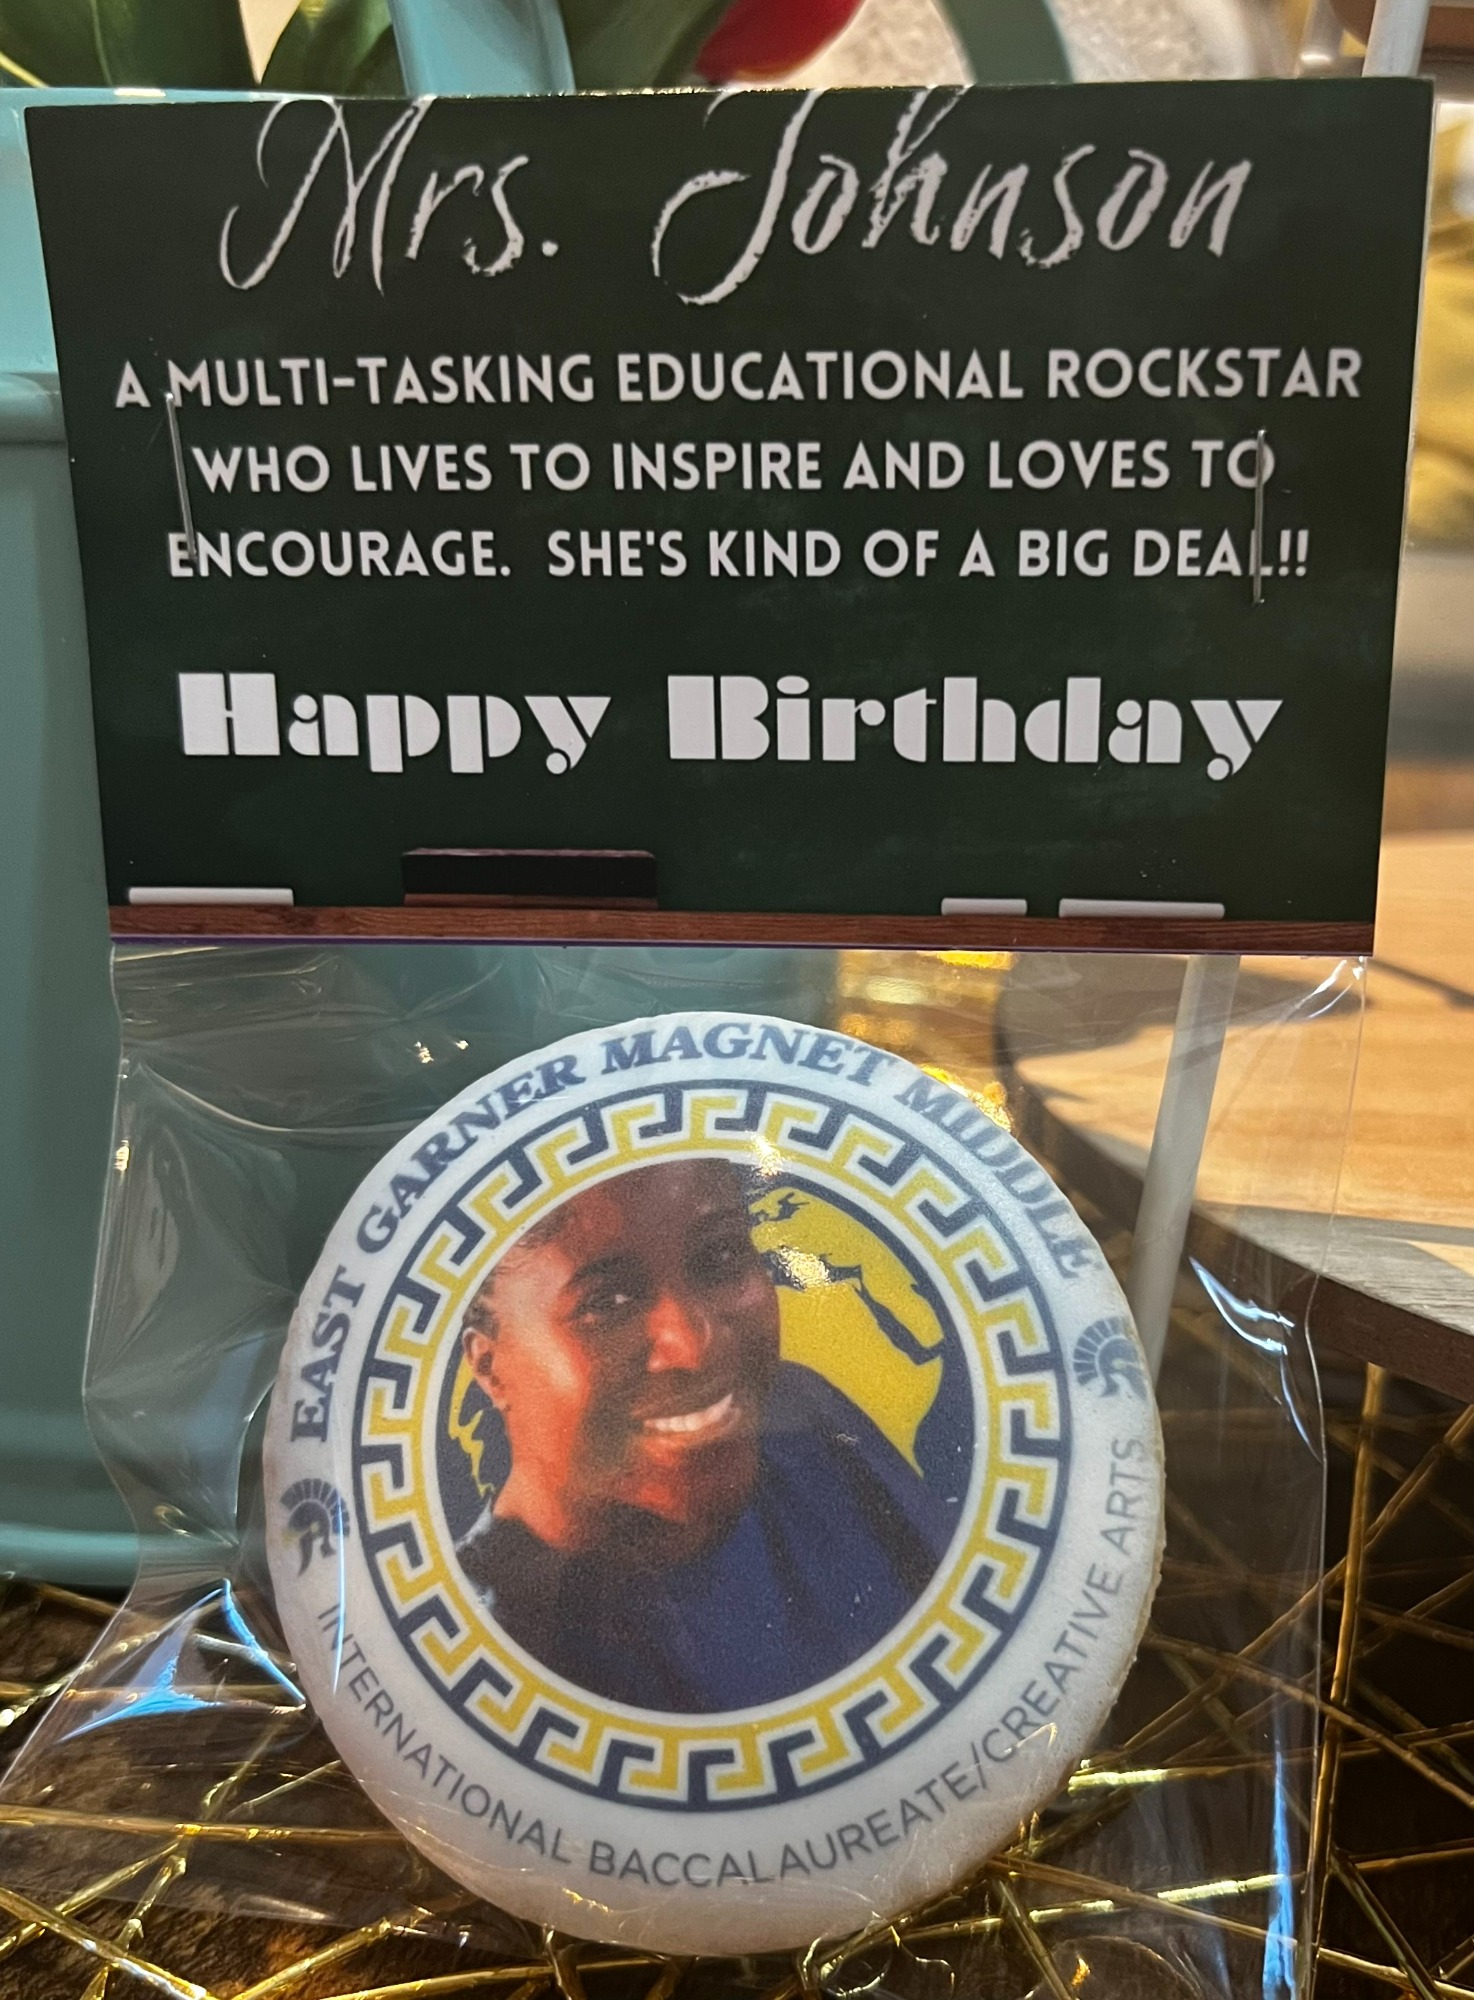 Mrs. Johnson
A MULTI-TASKING EDUCATIONAL ROCKSTAR
WHO LIVES TO INSPIRE AND LOVES TO
ENCOURAGE. SHE'S KIND OF A BIG DEAL!!
Happy Birthday
EAST GARNER MAGNET MIDDLE
INTERNATIONAL BACCALAUREATE/CREATIVE ARTS